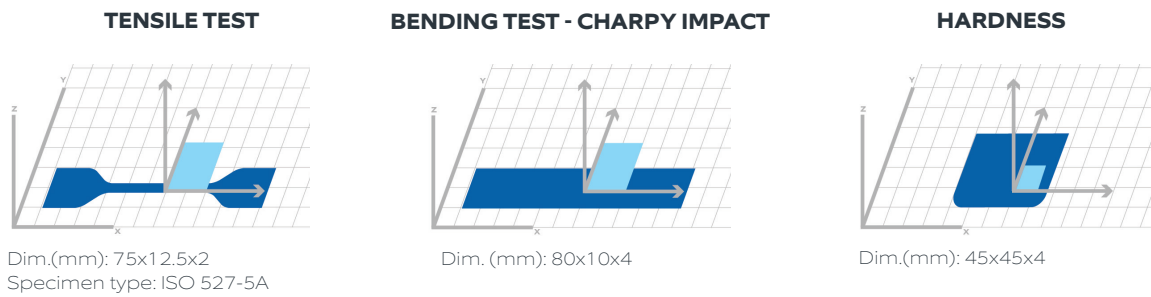 TENSILE TEST
BENDING TEST - CHARPY IMPACT
HARDNESS
Z
Y
X
Z
Y
X
Z
Y
X
Dim.(mm): 75x12.5x2
Specimen type: ISO 527-5A
Dim. (mm): 80x10x4
Dim.(mm): 45x45x4